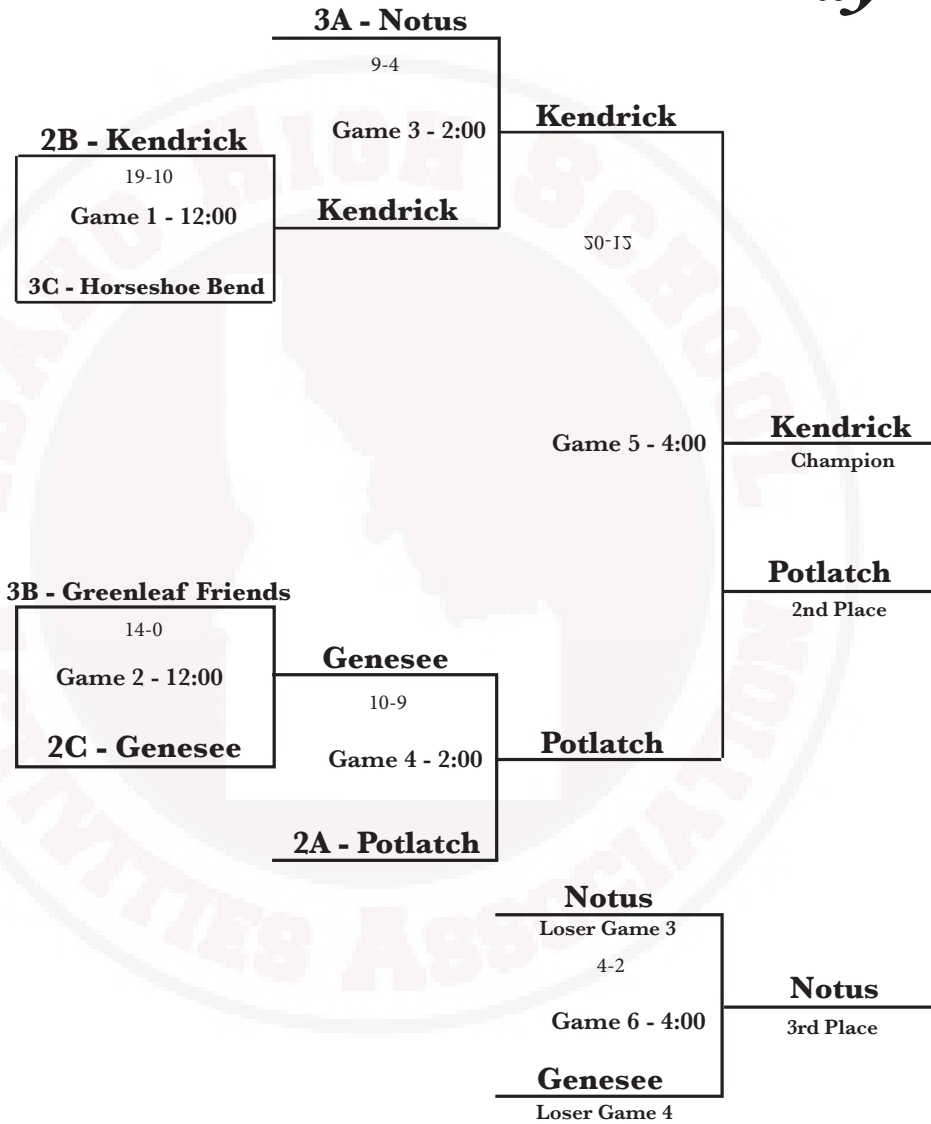 3A - Notus
9-4
Game 3 - 2:00
Kendrick
2B - Kendrick
19-10
Game 1 - 12:00
Kendrick
3C - Horseshoe Bend
20-12
Game 5 - 4:00
Kendrick
Champion
3B - Greenleaf Friends
14-0
Game 2 - 12:00
2C - Genesee
Genesee
10-9
Game 4 - 2:00
2A - Potlatch
Potlatch
Potlatch
2nd Place
Notus
Loser Game 3
4-2
Game 6 - 4:00
Genesee
Loser Game 4
Notus
3rd Place
HIGH SCHOOL
ASSOCIATION